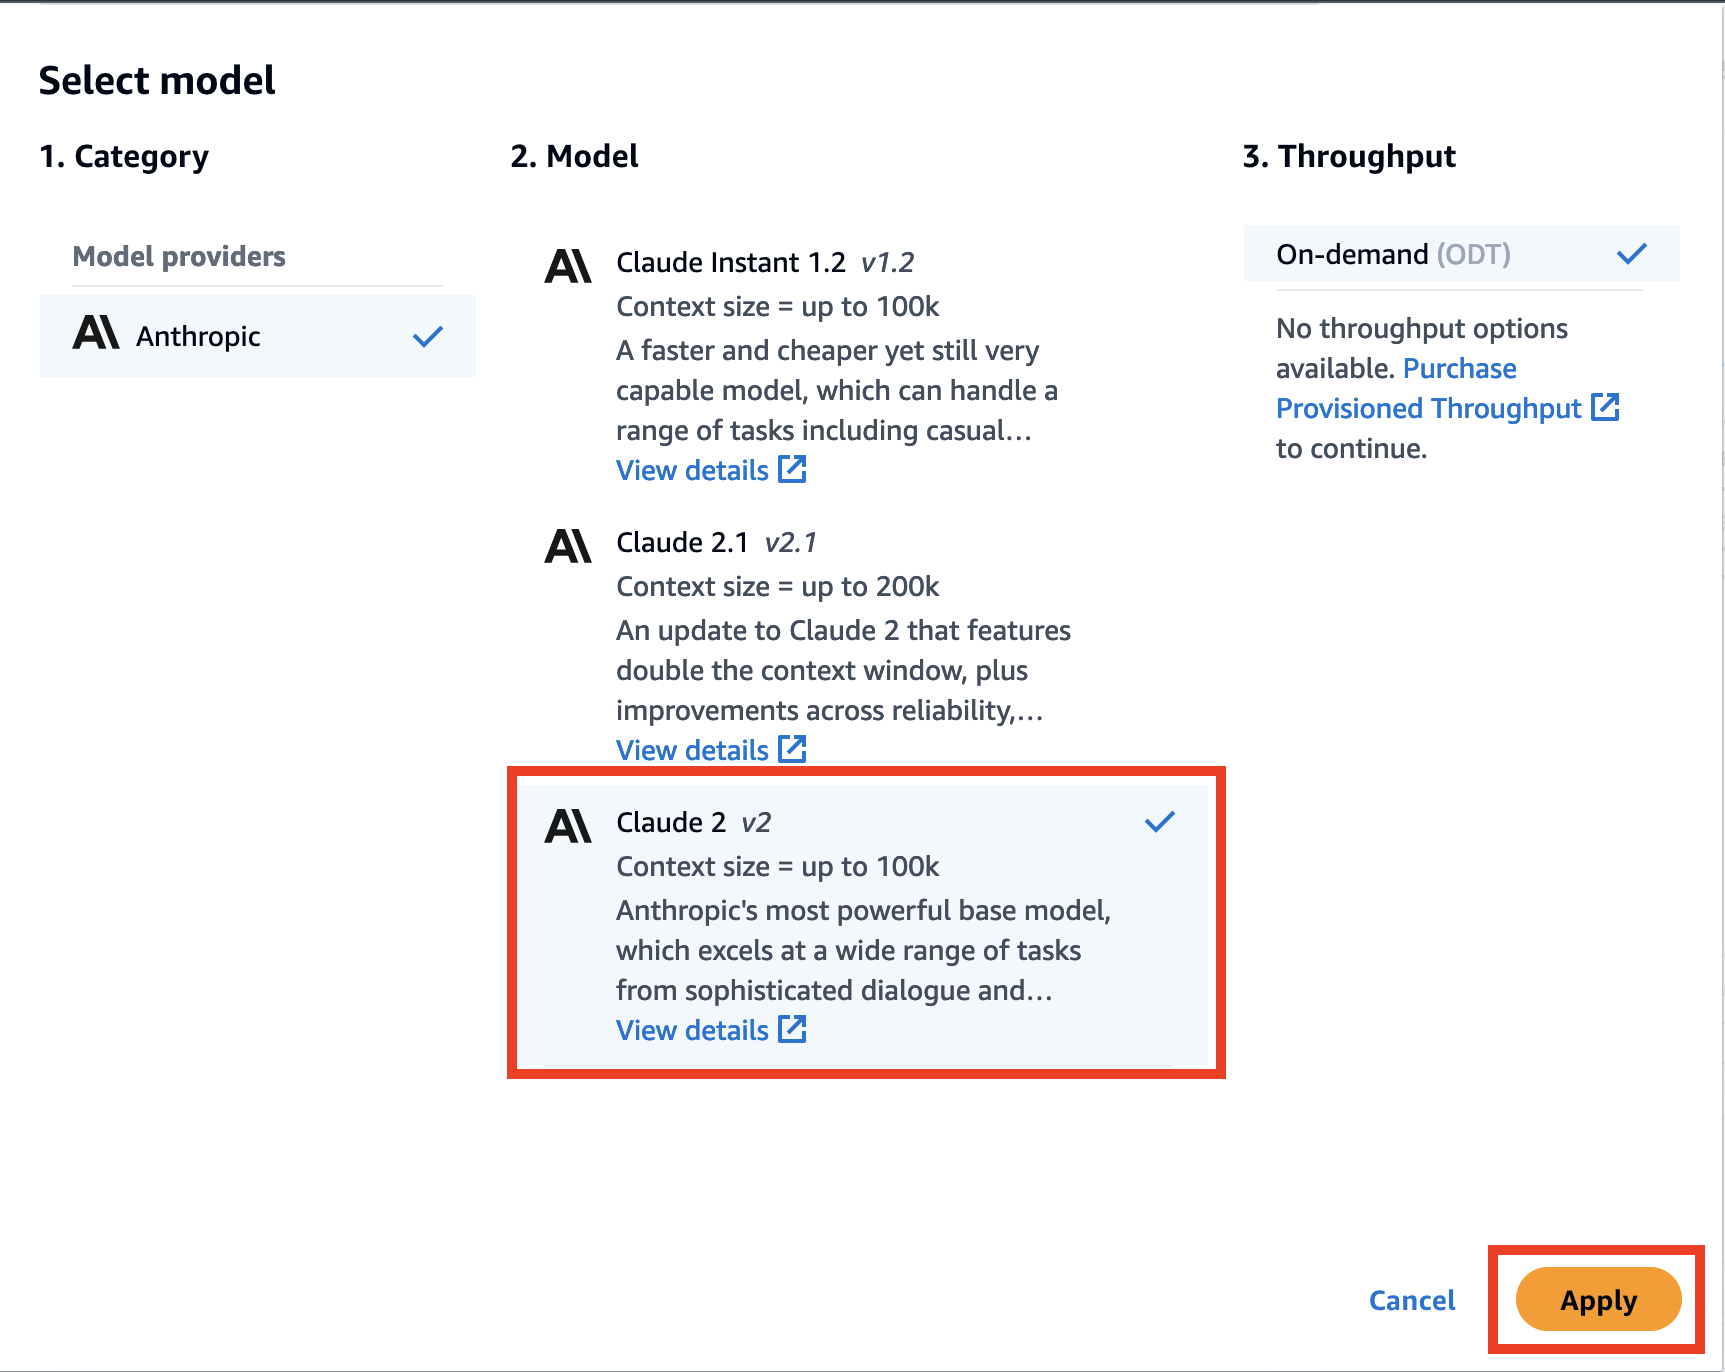 Select model
1. Category
Model providers
Anthropic
2. Model
Claude Instant 1.2 v1.2
Context size = up to 100k
A faster and cheaper yet still very
capable model, which can handle a
range of tasks including casual...
View details
Claude 2.1 v2.1
Context size = up to 200k
An update to Claude 2 that features
double the context window, plus
improvements across reliability,...
View details
Claude 2 v2
Context size = up to 100k
Anthropic's most powerful base model,
which excels at a wide range of tasks
from sophisticated dialogue and...
View details
3. Throughput
On-demand (ODT)
No throughput options
available. Purchase
Provisioned Throughput
to continue.
Cancel
Apply